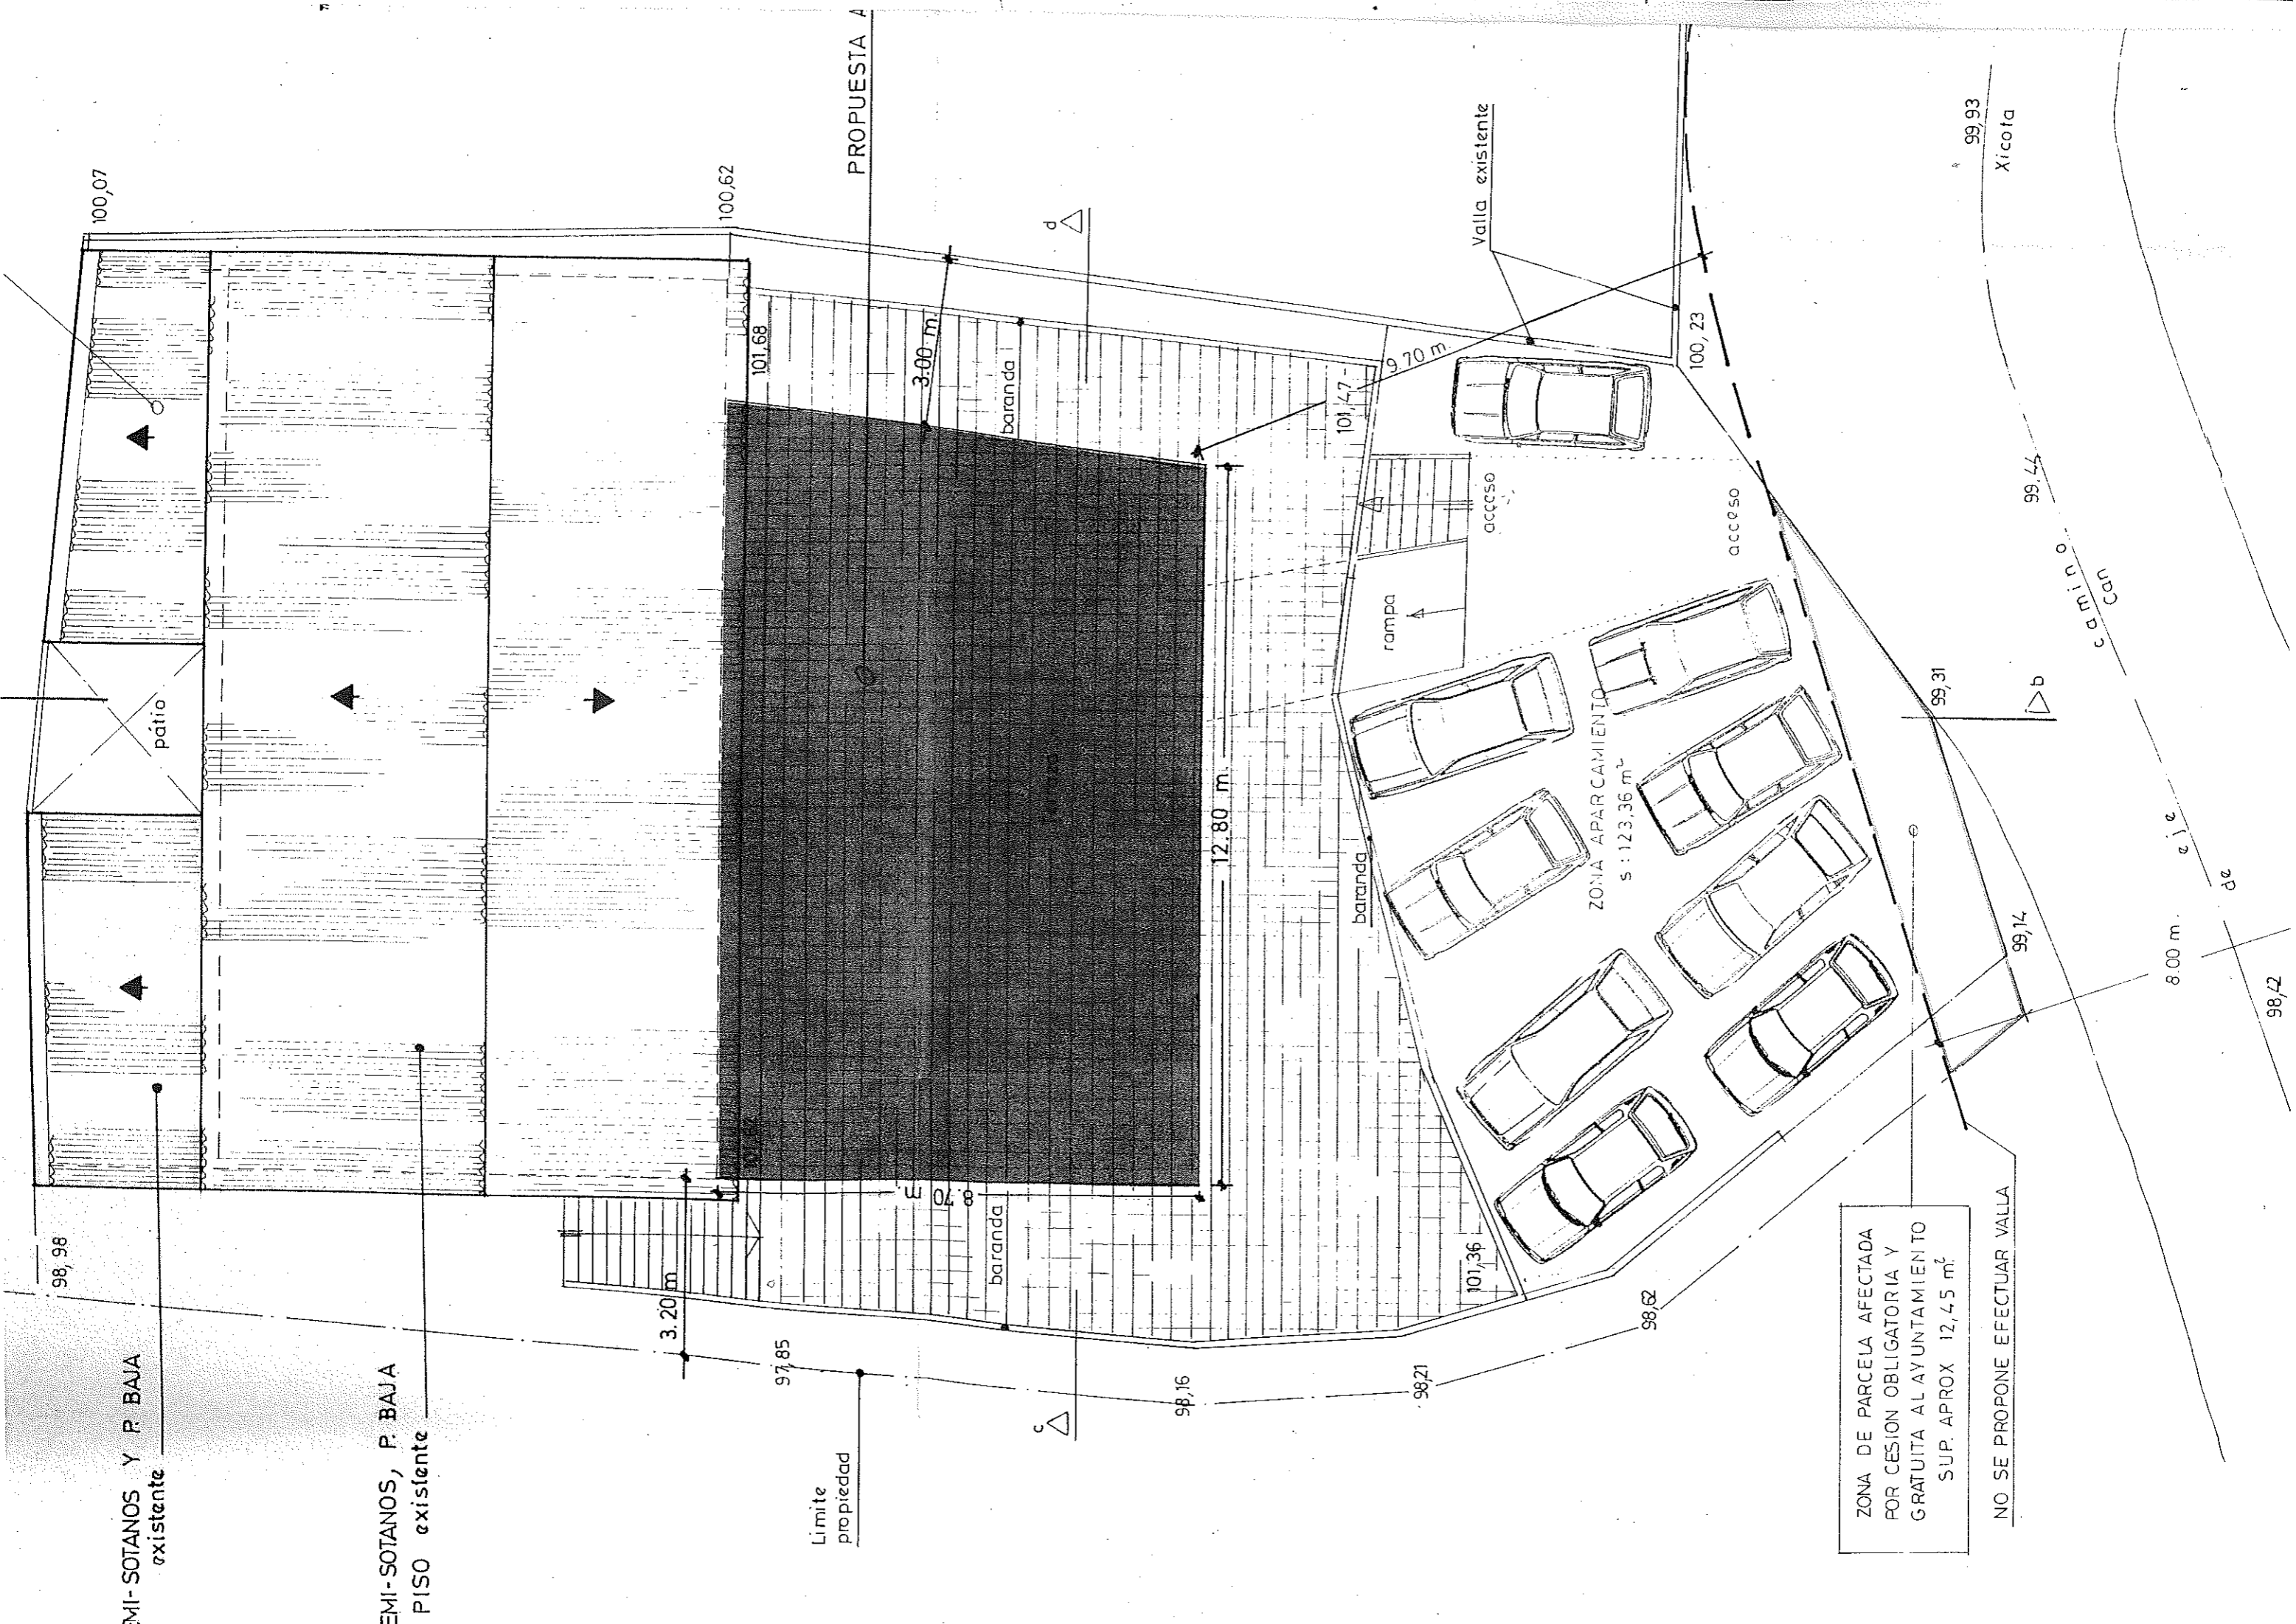 100,07
100,62
PROPUESTA A
d
Valla existente
99,93
Xicota
101,68
3.00 m.
baranda
101,47
9.70 m.
100,23
acceso
acceso
99,44
camino
can
pátio
rampa
99,31
b
12.80 m.
ZONA APARCAMIENTO
s : 123,36 m²
baranda
eje
de
8.00 m.
99,14
98,42
8.70 m.
baranda
101,36
98,98
3.20 m
97,85
98,16
98,21
98,62
c
Limite
propiedad
EMI-SOTANOS Y P. BAJA
existente
EMI-SOTANOS, P. BAJA
PISO existente
ZONA DE PARCELA AFECTADA
POR CESION OBLIGATORIA Y
GRATUITA AL AYUNTAMIENTO
SUP. APROX 12,45 m²
NO SE PROPONE EFECTUAR VALLA